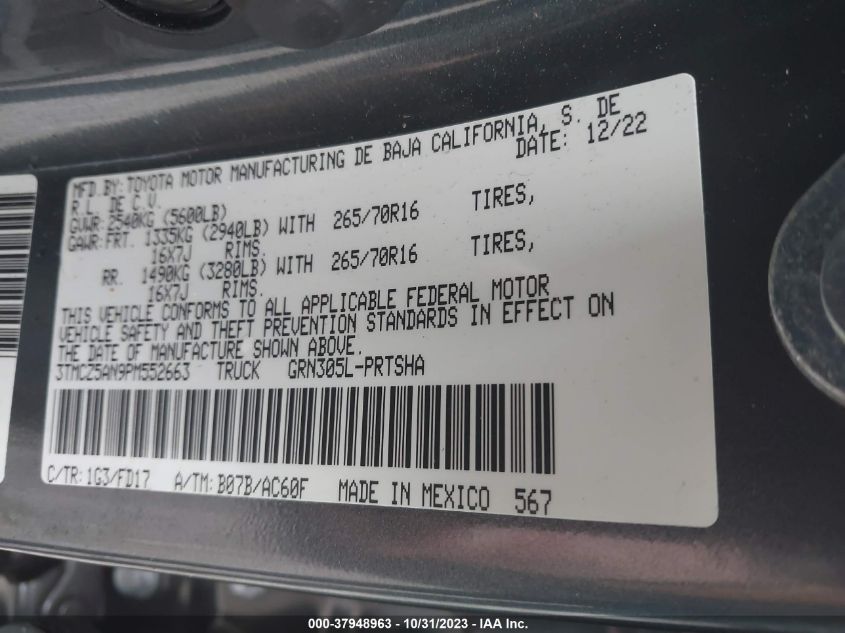 MFD.BY:TOYOTA MOTOR MANUFACTURING DE BAJA CALIFORNIA, S. DE
R.L. DE C.V. DATE: 12/22
GVWR: 2540KG (5600LB)
GAWR:FRT. 1335KG (2940LB) WITH 265/70R16 TIRES,
16X7J RIMS.
RR. 1490KG (3280LB) WITH 265/70R16 TIRES,
16X7J RIMS.
THIS VEHICLE CONFORMS TO ALL APPLICABLE FEDERAL MOTOR
VEHICLE SAFETY AND THEFT PREVENTION STANDARDS IN EFFECT ON
THE DATE OF MANUFACTURE SHOWN ABOVE.
3TMCZ5AN9PM552663 TRUCK GRN305L-PRTSHA
C/TR: 1G3/FD17 A/TM: B07B/AC60F MADE IN MEXICO 567
000-37948963 - 10/31/2023 - IAA Inc.